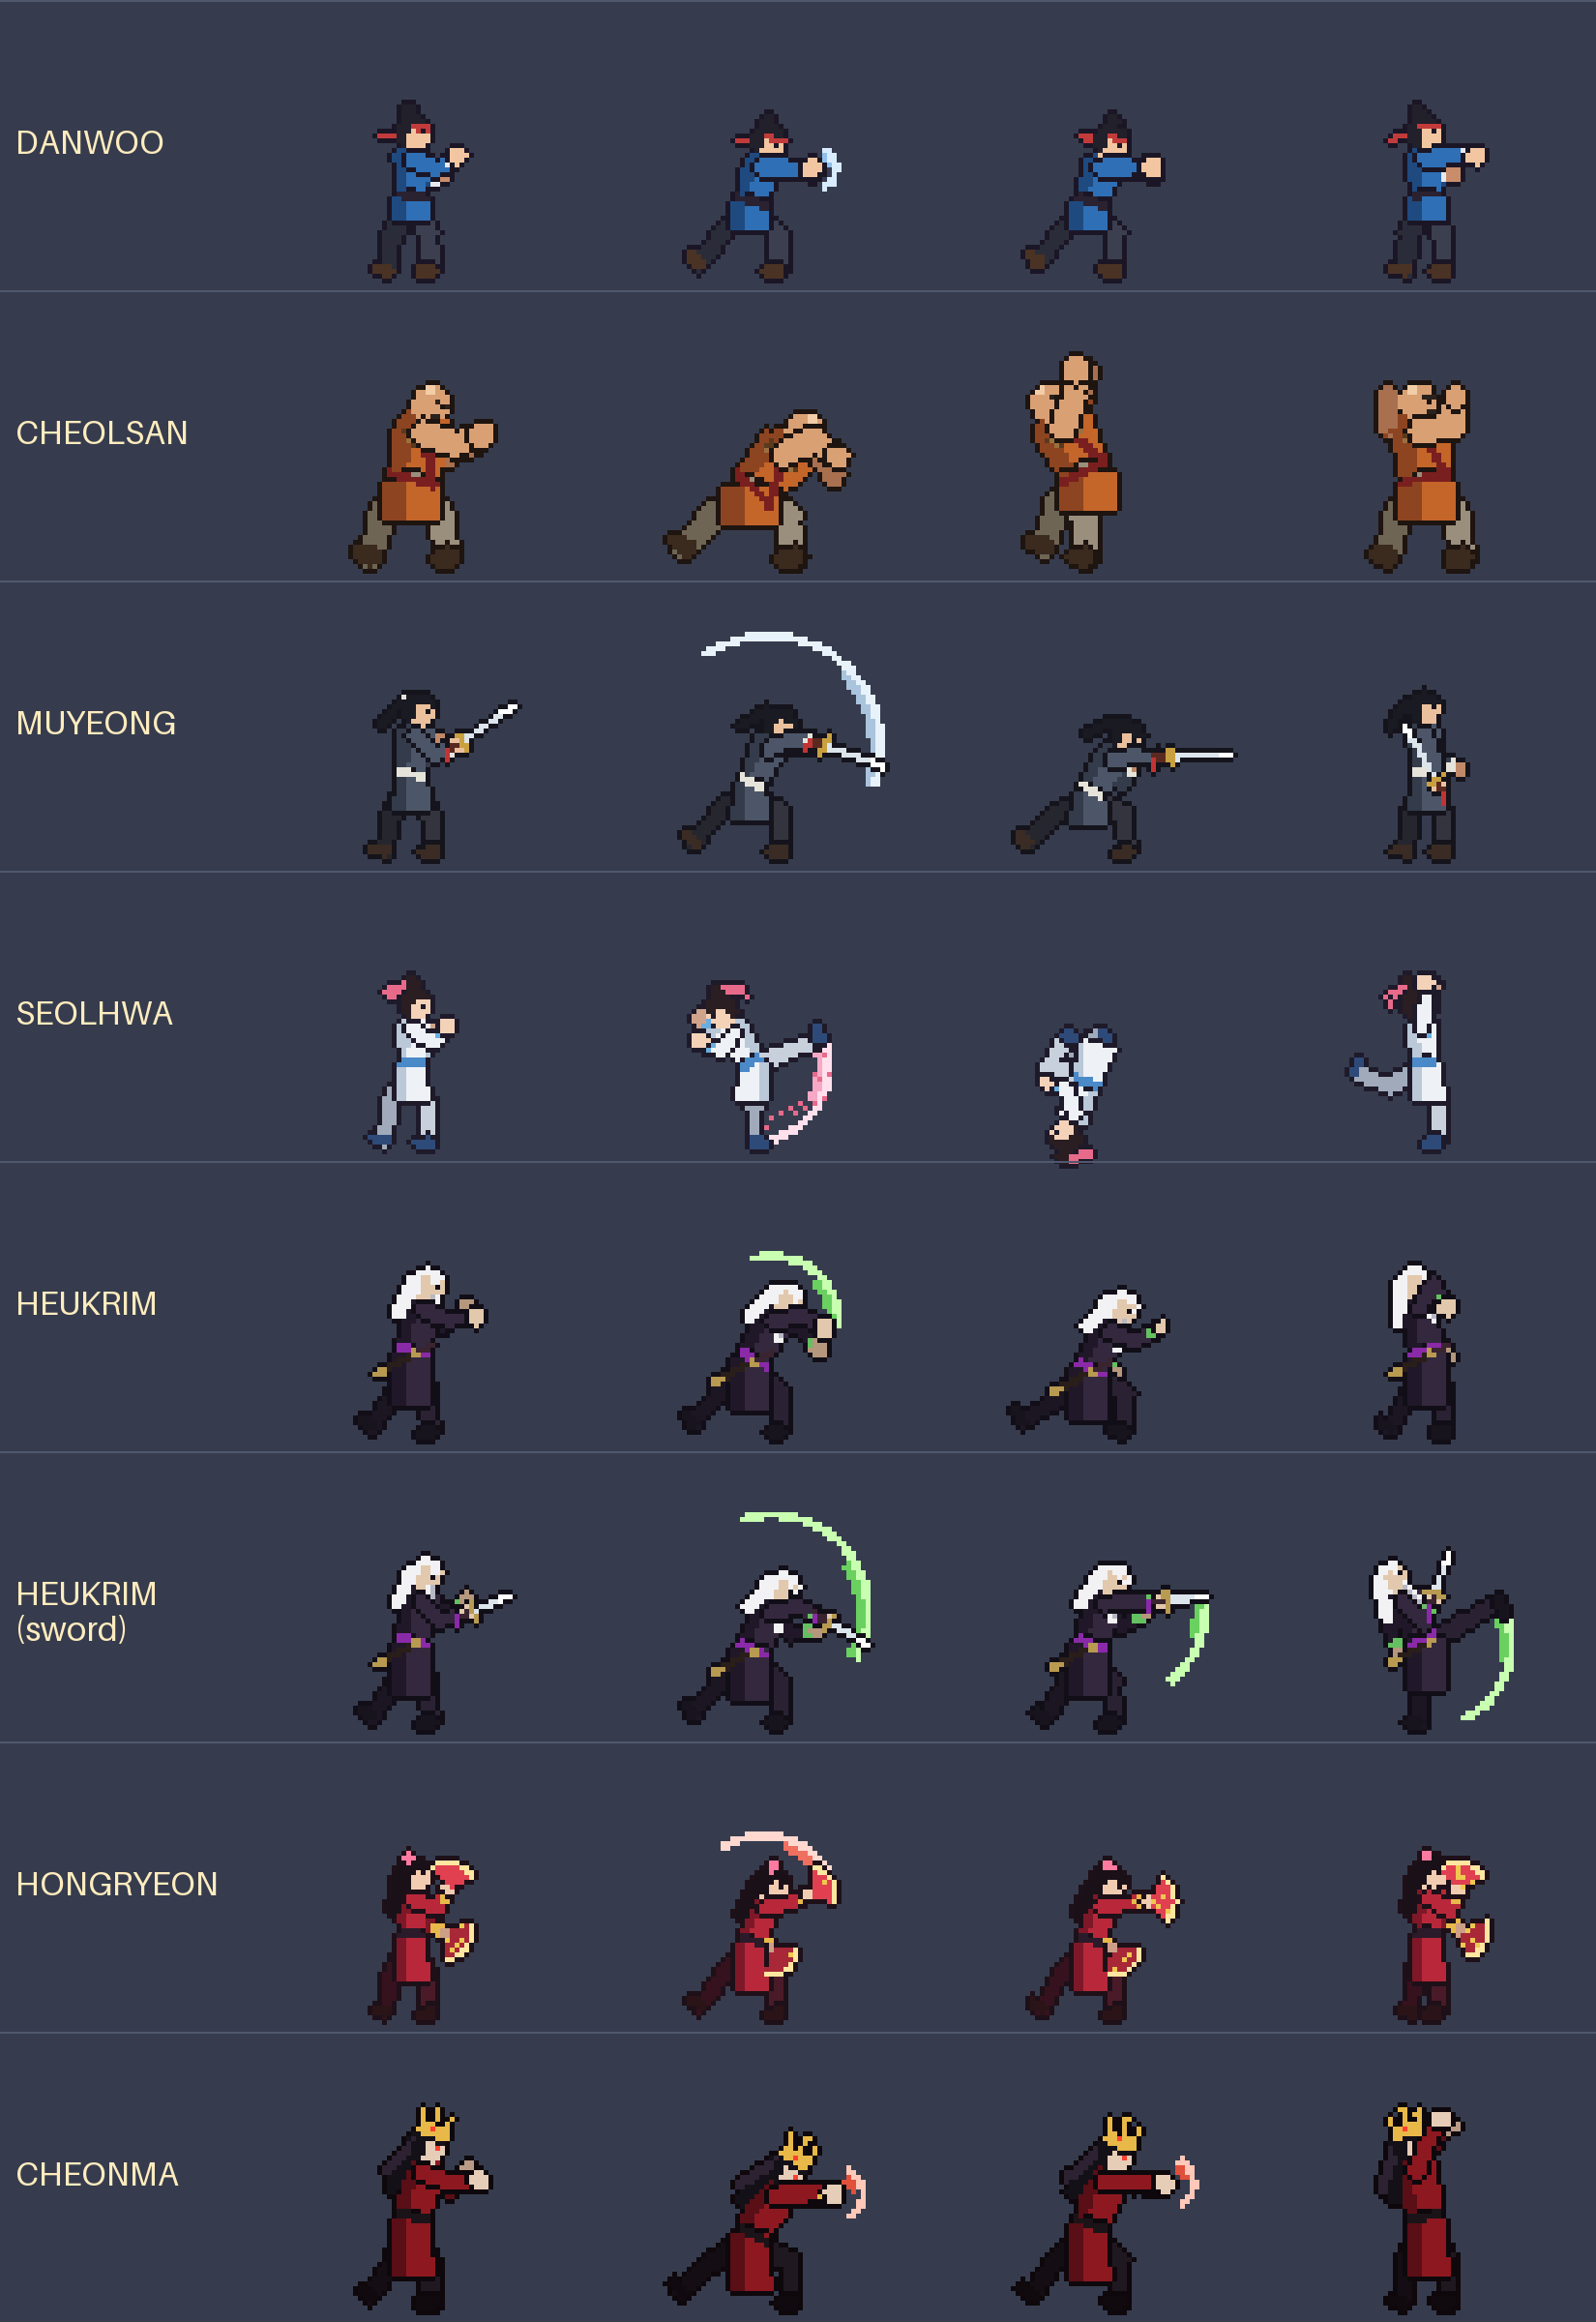 DANWOO
CHEOLSAN
MUYEONG
SEOLHWA
HEUKRIM
HEUKRIM
(sword)
HONGRYEON
CHEONMA